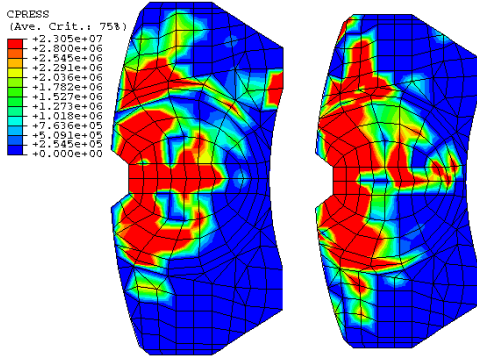 CPRESS
(Ave. Crit.: 75%)
+2.305e+07
+2.800e+06
+2.545e+06
+2.291e+06
+2.036e+06
+1.782e+06
+1.527e+06
+1.273e+06
+1.018e+06
+7.636e+05
+5.091e+05
+2.545e+05
+0.000e+00